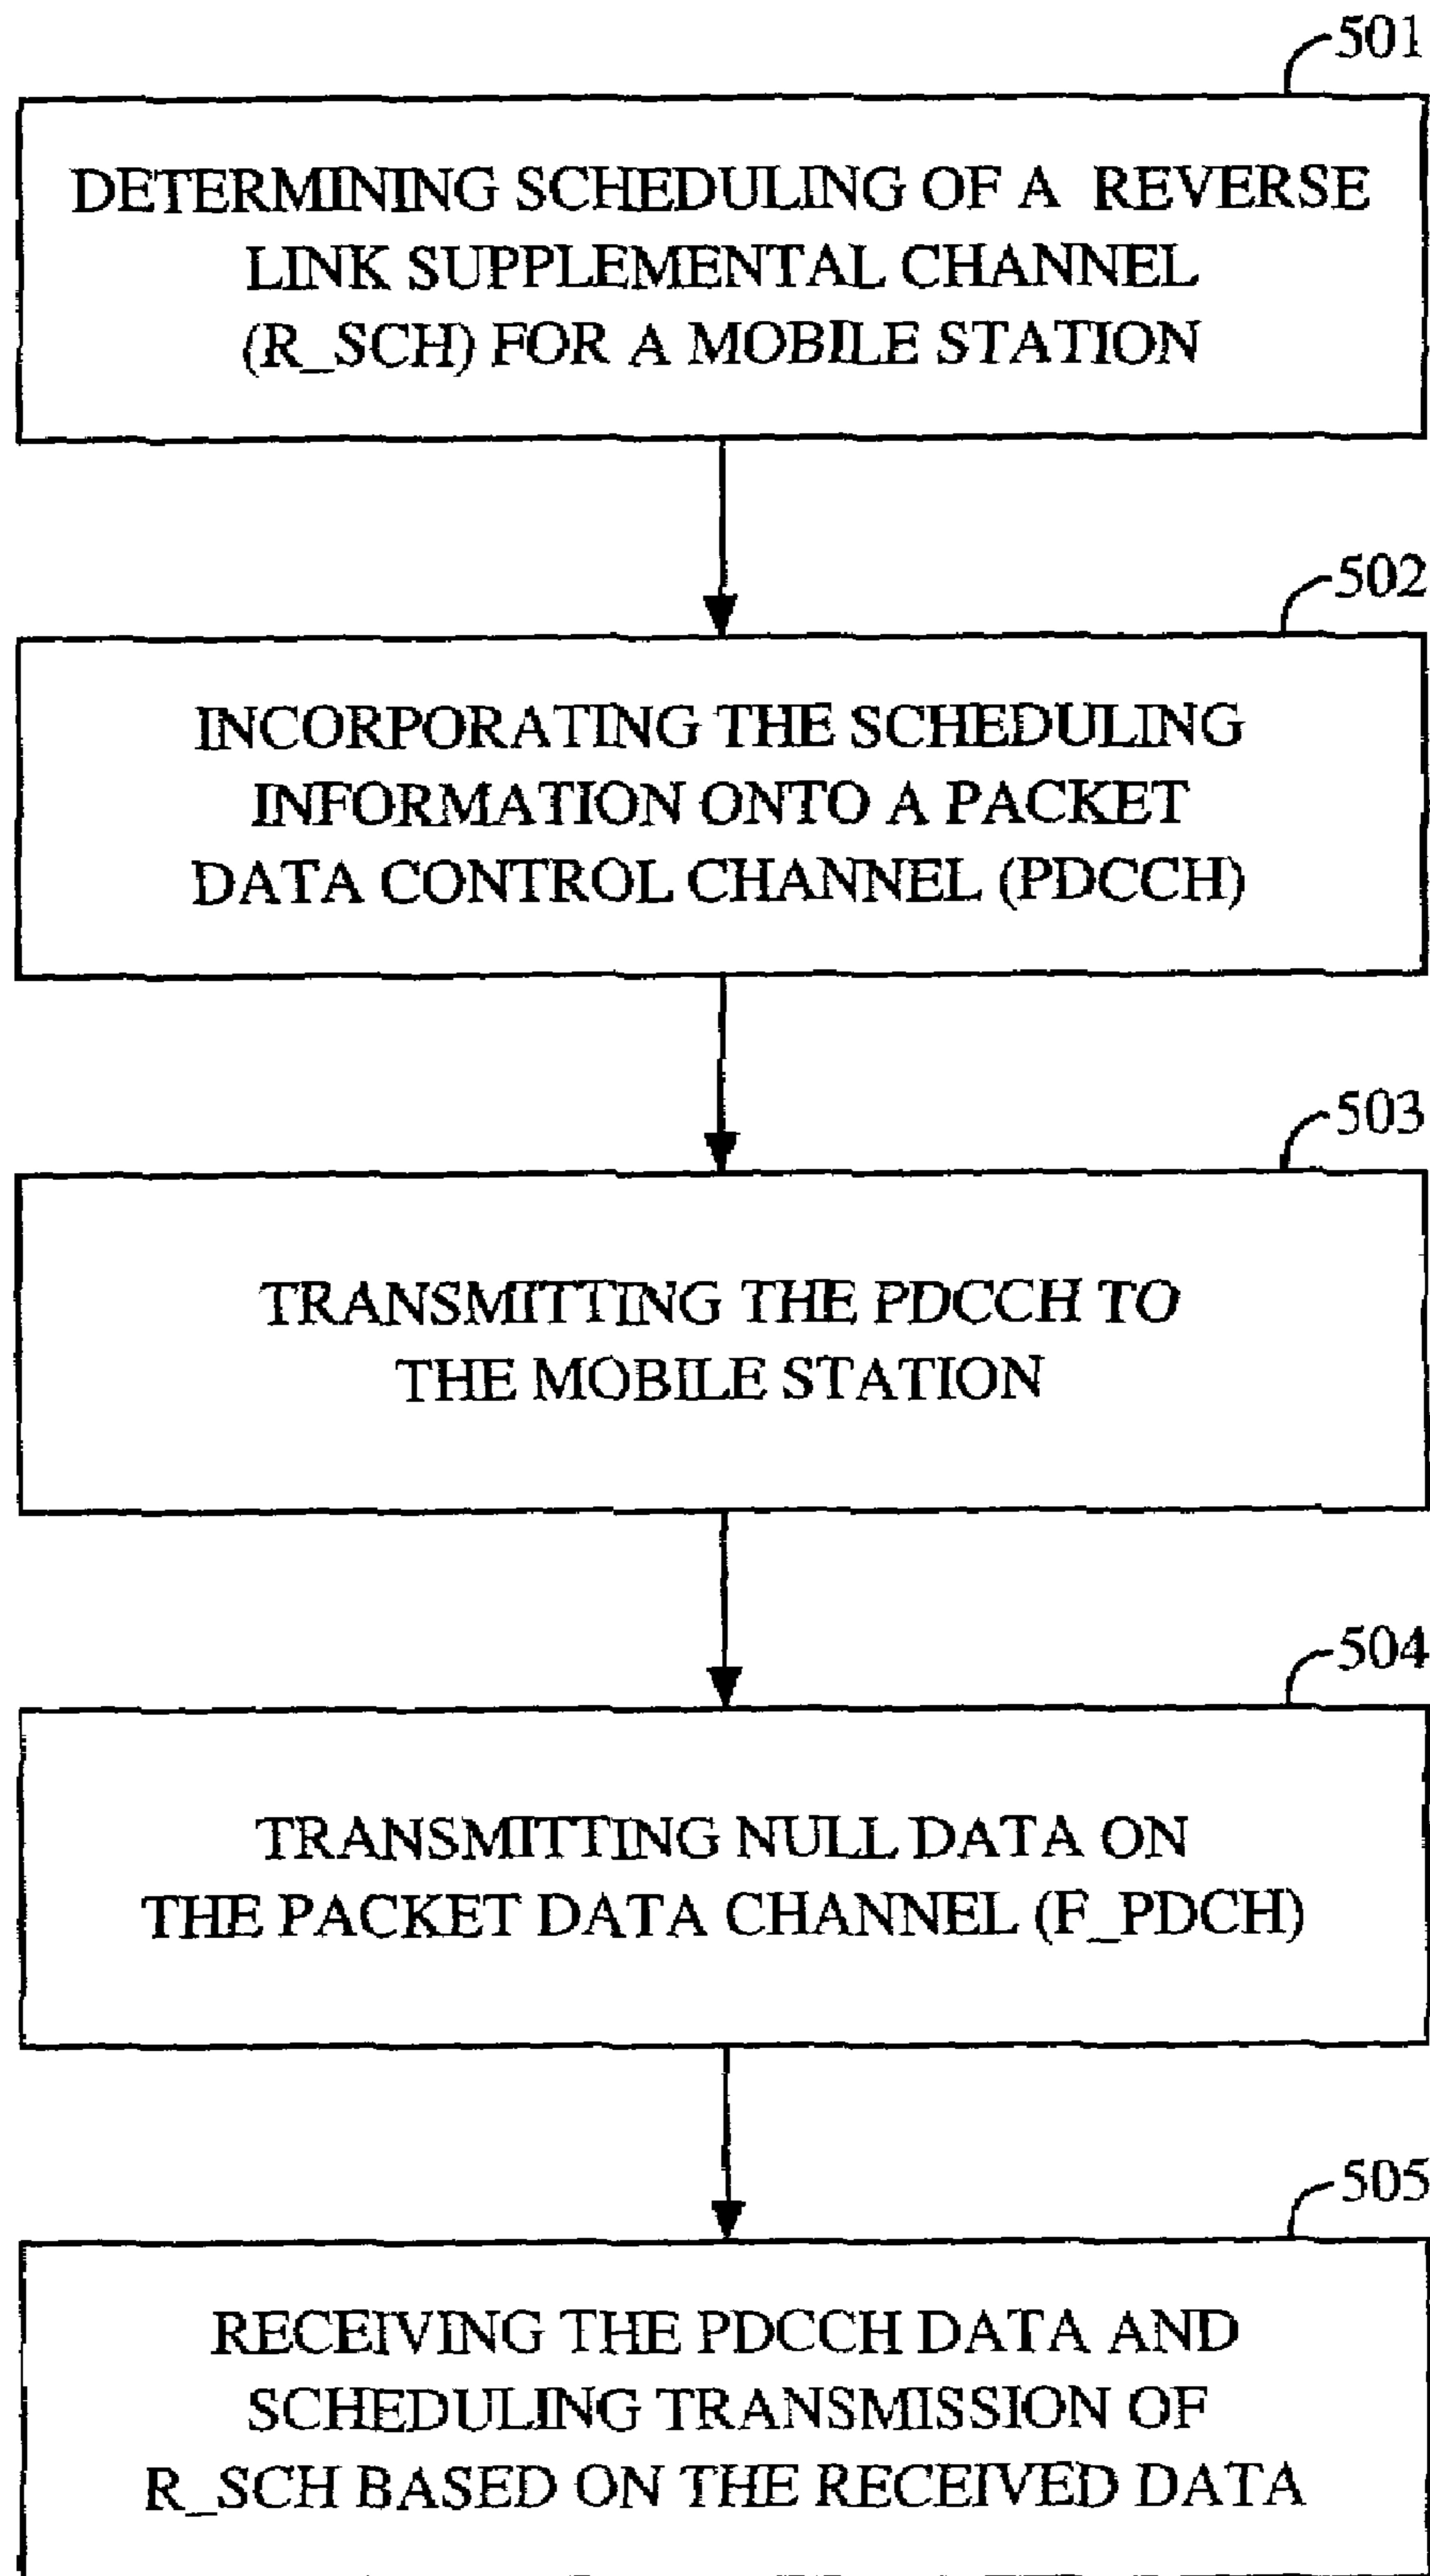 501
DETERMINING SCHEDULING OF A REVERSE
LINK SUPPLEMENTAL CHANNEL
(R_SCH) FOR A MOBILE STATION
502
INCORPORATING THE SCHEDULING
INFORMATION ONTO A PACKET
DATA CONTROL CHANNEL (PDCCH)
503
TRANSMITTING THE PDCCH TO
THE MOBILE STATION
504
TRANSMITTING NULL DATA ON
THE PACKET DATA CHANNEL (F_PDCH)
505
RECEIVING THE PDCCH DATA AND
SCHEDULING TRANSMISSION OF
R_SCH BASED ON THE RECEIVED DATA